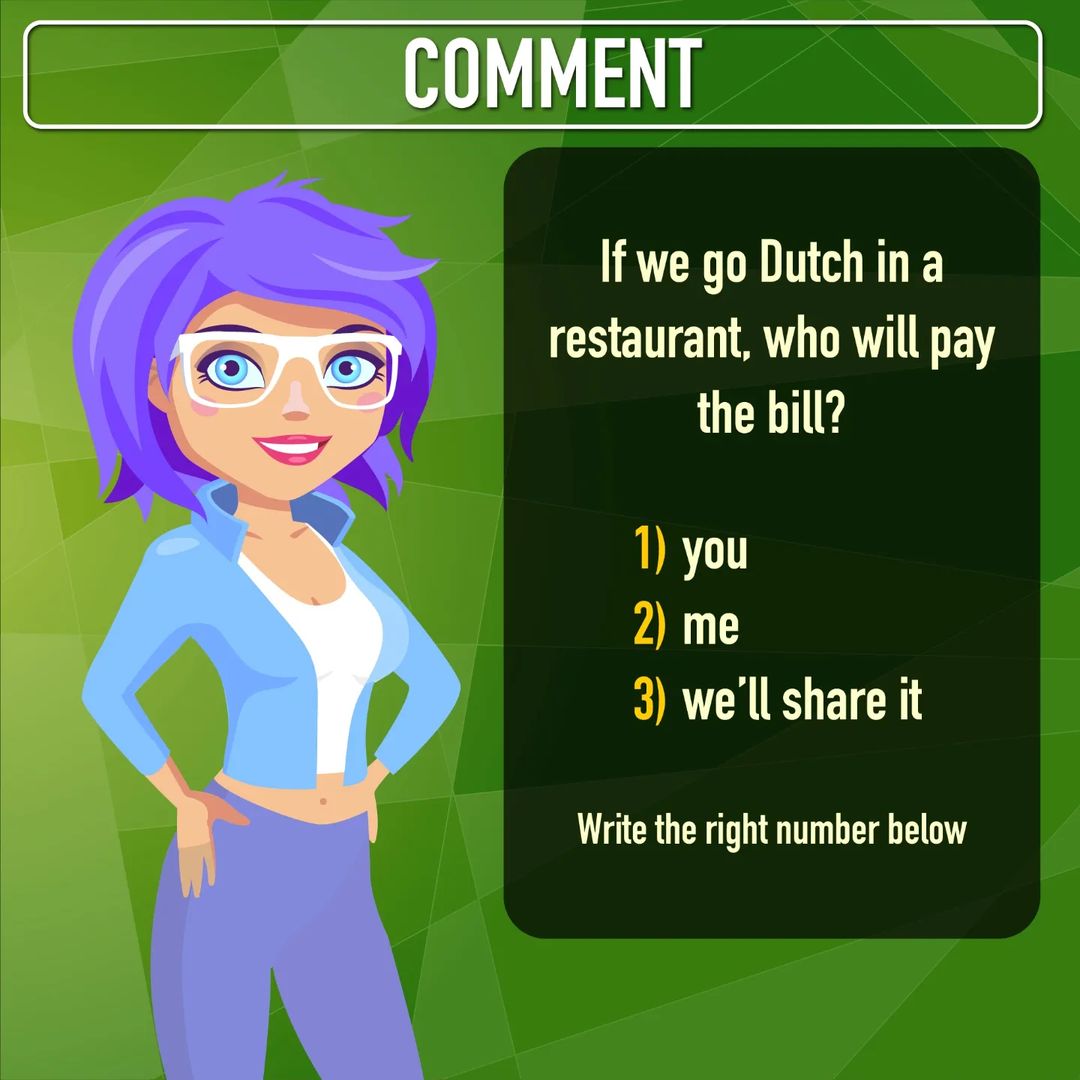 COMMENT
If we go Dutch in a
restaurant, who will pay
the bill?
1) you
2) me
3) we’ll share it
Write the right number below